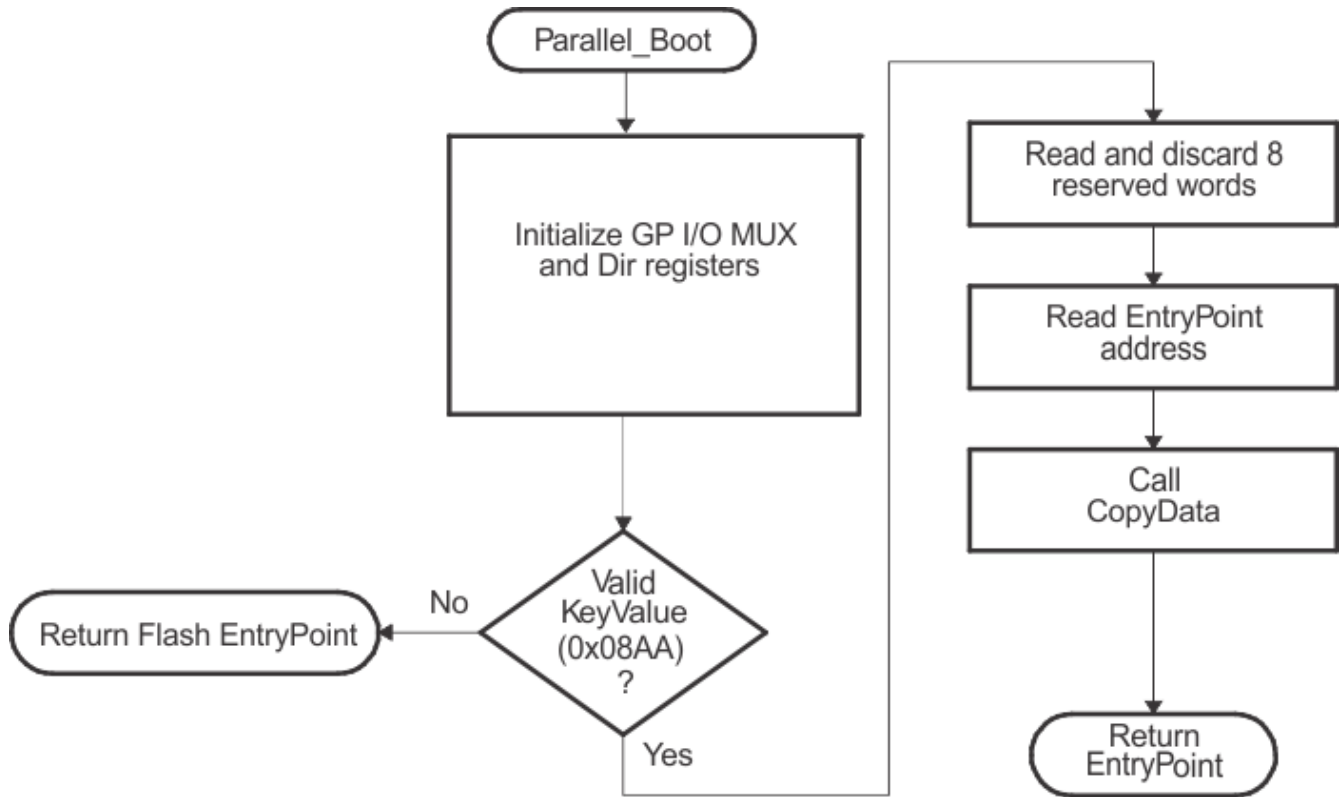 Parallel_Boot
Initialize GP I/O MUX
and Dir registers
Valid
KeyValue
(0x08AA)
?
No
Return Flash EntryPoint
Yes
Read and discard 8
reserved words
Read EntryPoint
address
Call
CopyData
Return
EntryPoint